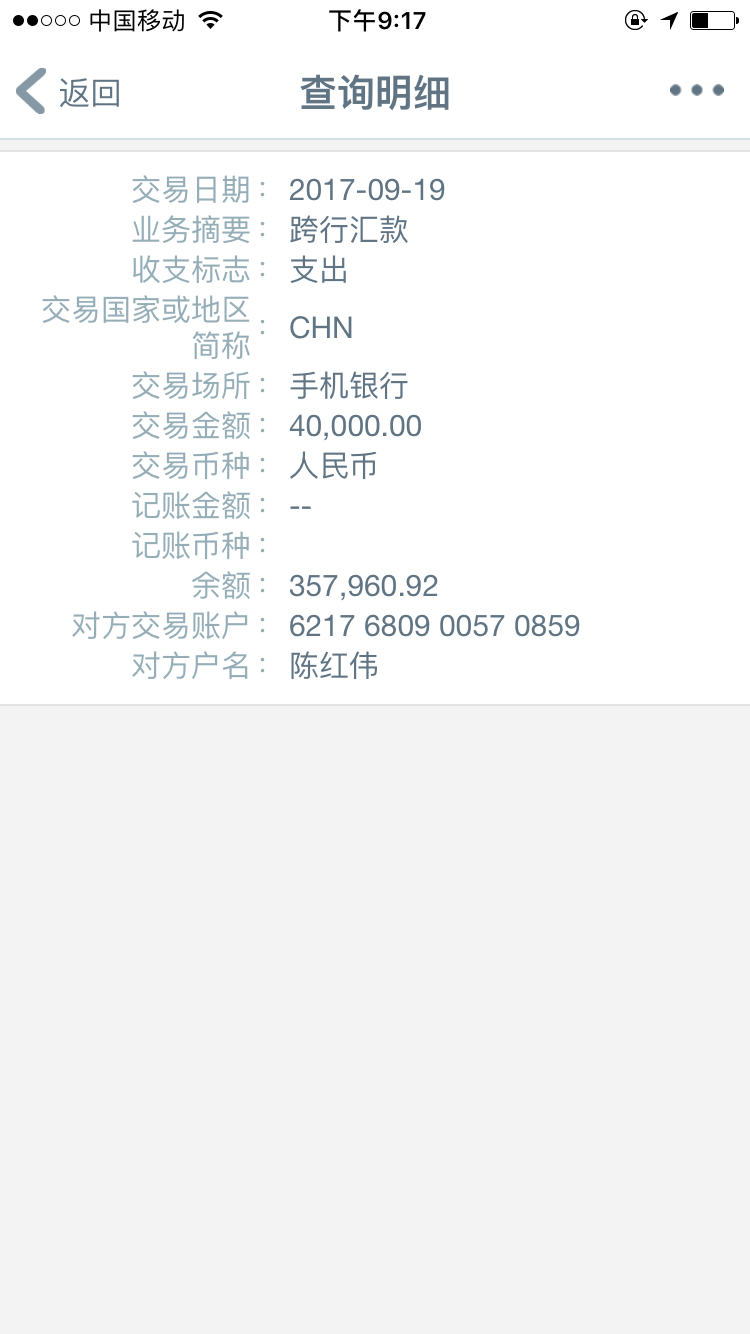 中国移动 下午9:17
返回 查询明细
交易日期： 2017-09-19
业务摘要： 跨行汇款
收支标志： 支出
交易国家或地区
简称： CHN
交易场所： 手机银行
交易金额： 40,000.00
交易币种： 人民币
记账金额： --
记账币种：
余额： 357,960.92
对方交易账户： 6217 6809 0057 0859
对方户名： 陈红伟